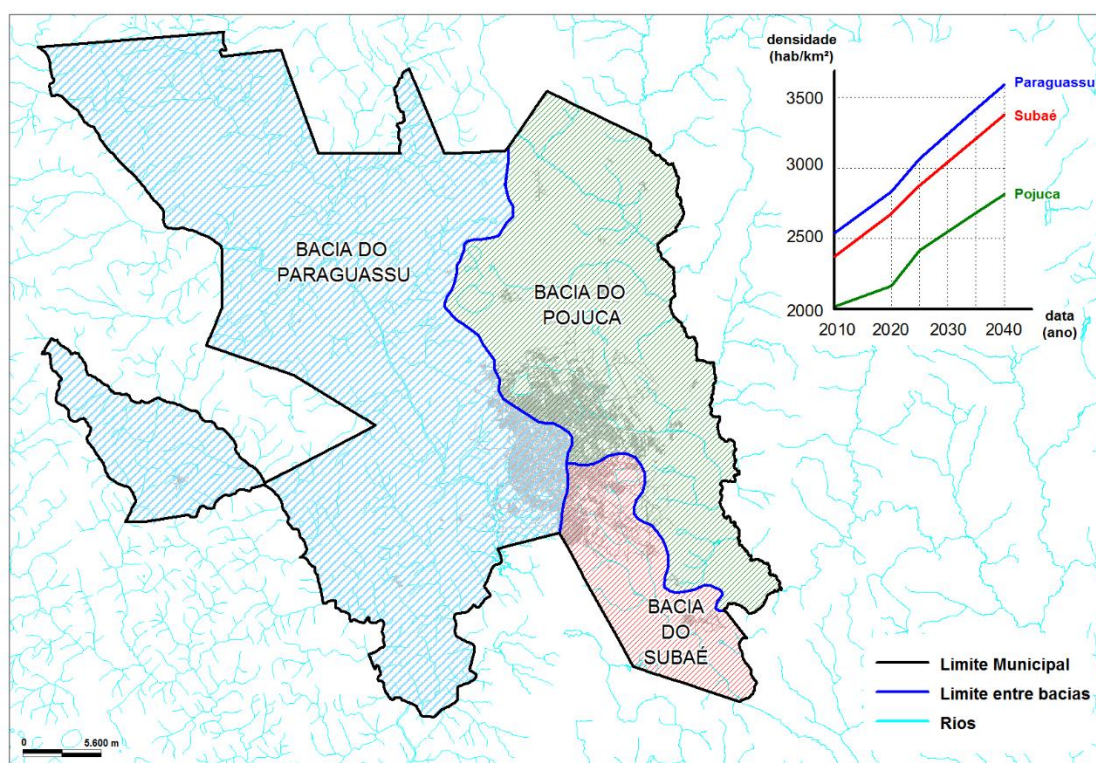 densidade
(hab/km²)
3500
3000
2500
2000
Paraguassu
Subaé
Pojuca
2010 2020 2030 2040
data
(ano)
BACIA DO
PARAGUASSU
BACIA DO
POJUCA
BACIA
DO
SUBAÉ
Limite Municipal
Limite entre bacias
Rios
0 5.600 m